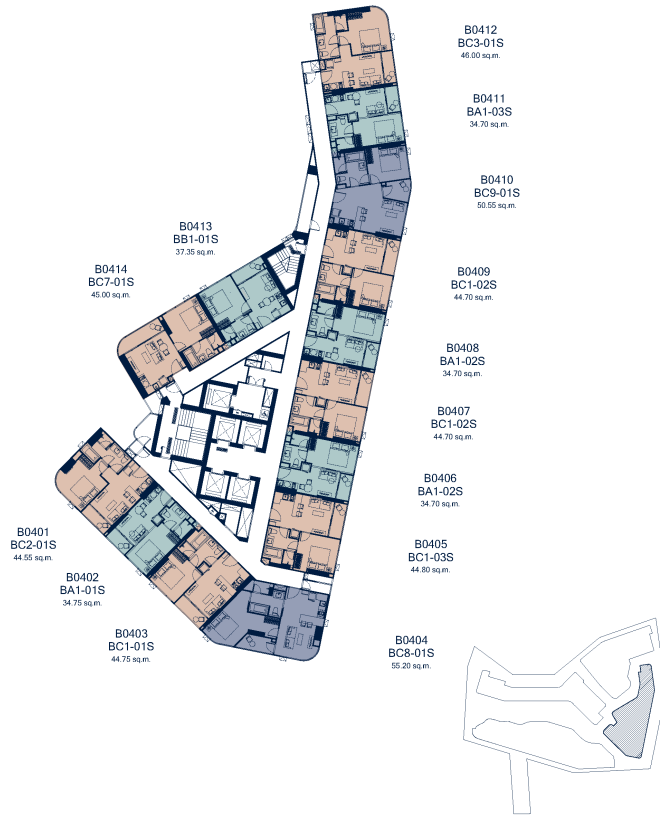 B0412
BC3-01S
46.00 sq.m.
B0411
BA1-03S
34.70 sq.m.
B0410
BC9-01S
50.55 sq.m.
B0413
BB1-01S
37.35 sq.m.
B0414
BC7-01S
45.00 sq.m.
B0409
BC1-02S
44.70 sq.m.
B0408
BA1-02S
34.70 sq.m.
B0407
BC1-02S
44.70 sq.m.
B0406
BA1-02S
34.70 sq.m.
B0401
BC2-01S
44.55 sq.m.
B0405
BC1-03S
44.80 sq.m.
B0402
BA1-01S
34.75 sq.m.
B0403
BC1-01S
44.75 sq.m.
B0404
BC8-01S
55.20 sq.m.